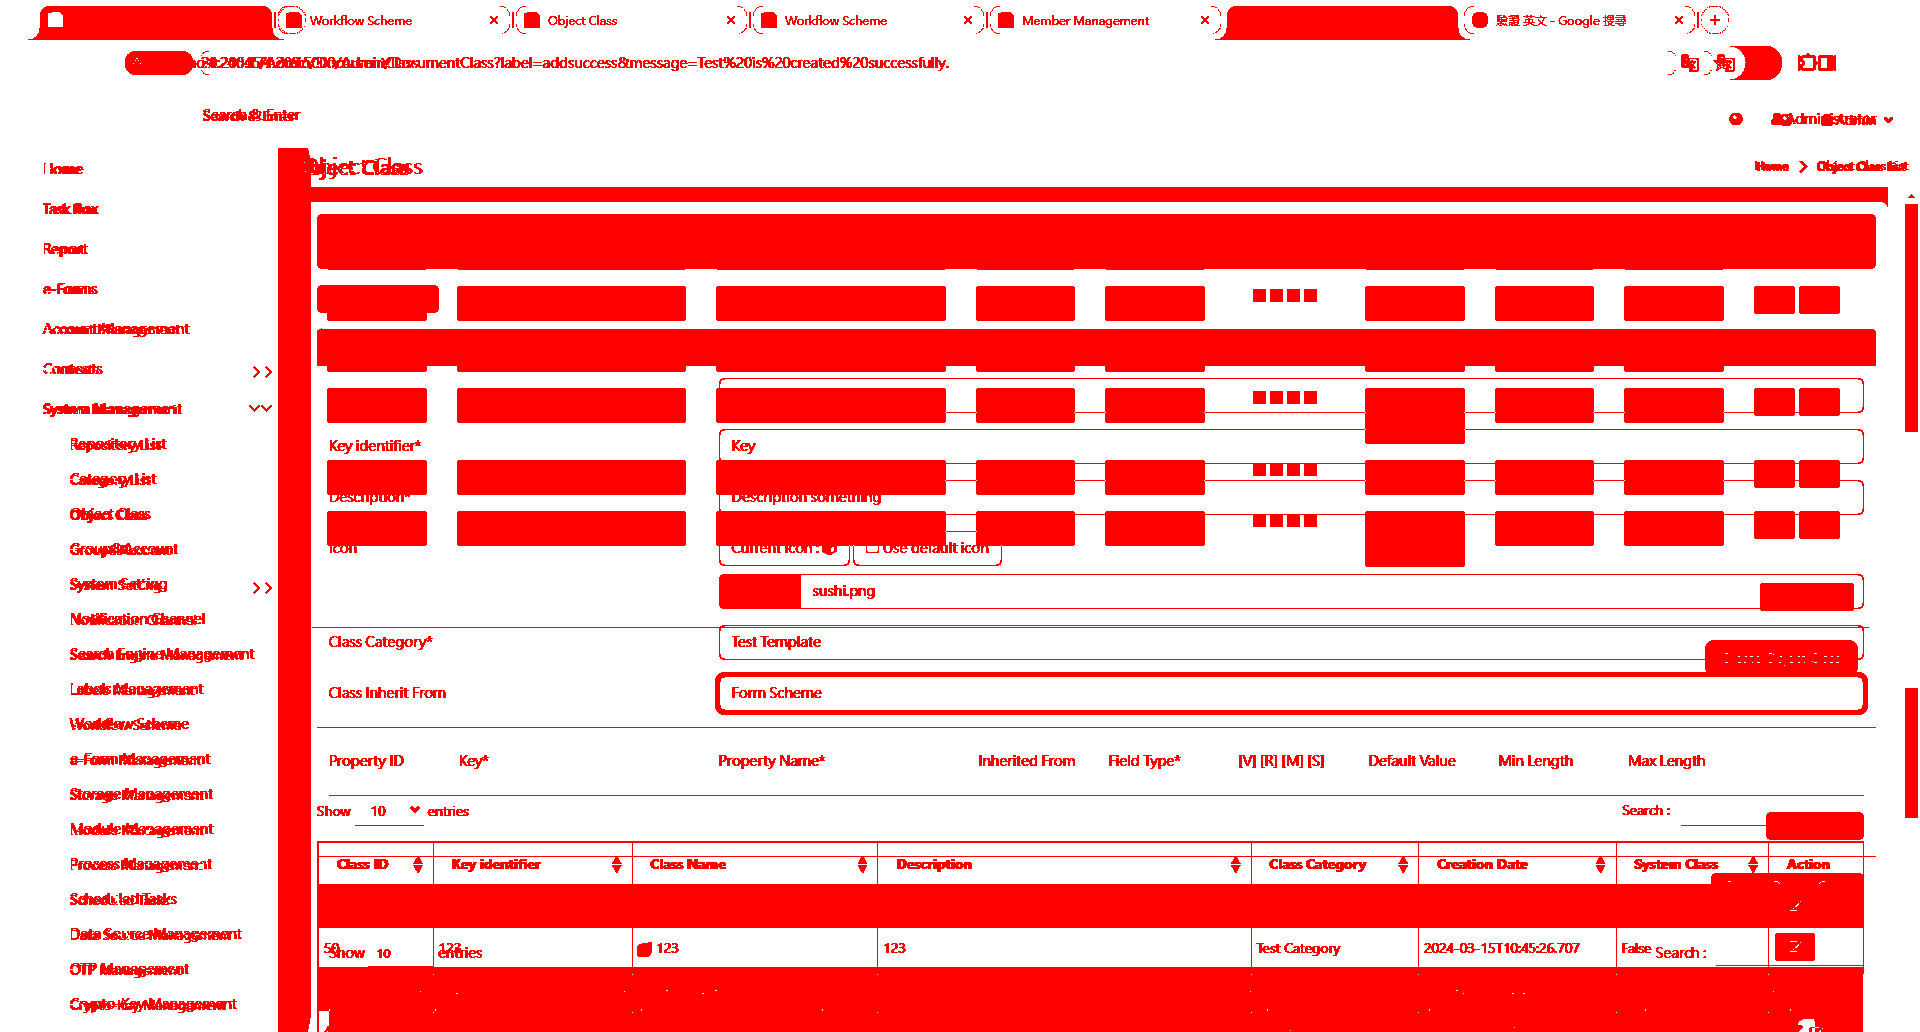 Workflow Scheme
Object Class
Workflow Scheme
Member Management
驗證 英文 - Google 搜尋
DocumentClass?label=addsuccess&tmessage=Test%20is%20created%20successfully.
Search & Enter
Administrator
Object Class
Home
Object Class List
Home
Task Box
Report
e-Forms
Account Management
Contents
System Management
Repository List
Category List
Object Class
Group & Account
System Setting
Notification Channel
Search Engine Management
Labels Management
Workflow Scheme
e-Form Management
Storage Management
Module Management
Process Management
Scheduled Tasks
Data Source Management
OTP Management
Crypto Key Management
Key identifier*
Key
Description*
Description something
Icon
Current icon :
Use default icon
sushi.png
Class Category*
Test Template
Class Inherit From
Form Scheme
Property ID
Key*
Property Name*
Inherited From
Field Type*
[V] [R] [M] [S]
Default Value
Min Length
Max Length
Show 10 entries
Search :
Class ID
Key identifier
Class Name
Description
Class Category
Creation Date
System Class
Action
123
123
123
Test Category
2024-03-15T10:45:26.707
False
Show 10 entries
Search :